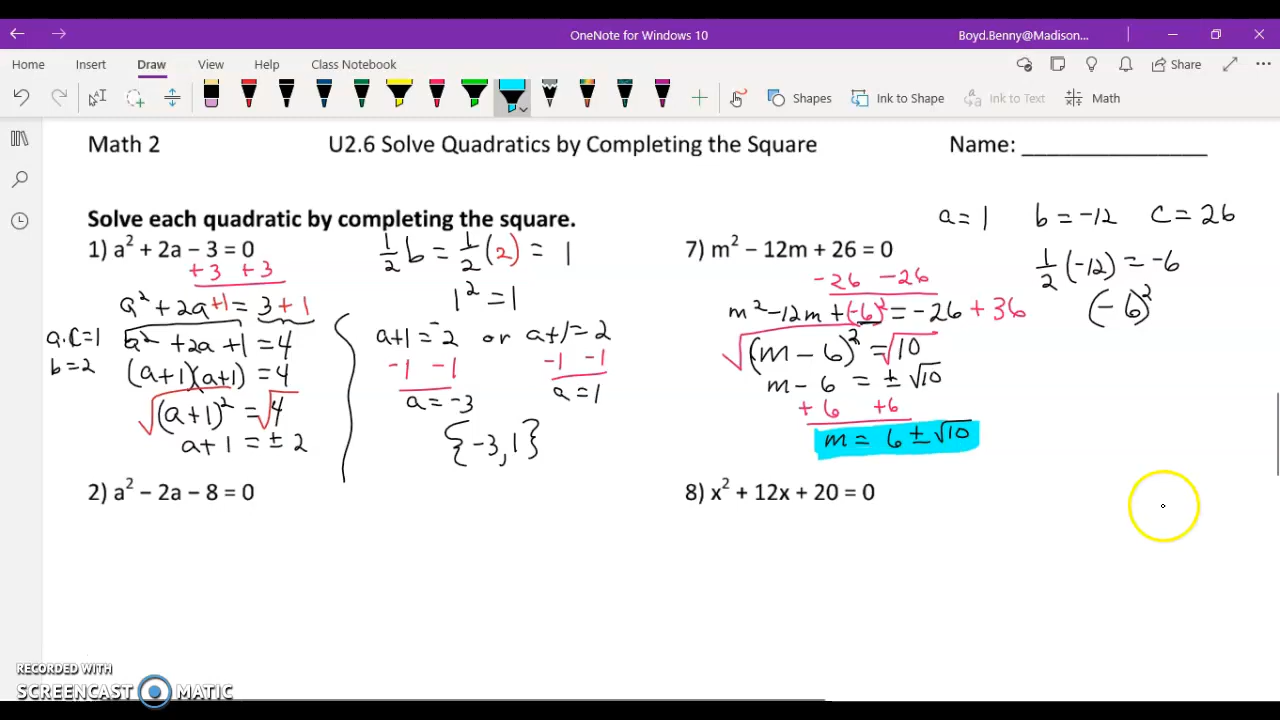 OneNote for Windows 10
Boyd.Benny@Madison...
Home Insert Draw View Help Class Notebook
Share
Shapes Ink to Shape Ink to Text Math
Math 2 U2.6 Solve Quadratics by Completing the Square Name: _______________
Solve each quadratic by completing the square.
1) a² + 2a − 3 = 0
+3 +3
a² + 2a +1 = 3 + 1
a² + 2a + 1 = 4
a·c=1
b=2
(a+1)(a+1) = 4
√(a+1)² = √4
a+1 = ± 2
½b = ½(2) = 1
1² = 1
a+1 = -2 or a+1 = 2
-1 -1 -1 -1
a = -3 a = 1
{-3, 1}
7) m² − 12m + 26 = 0
-26 -26
m² -12m + (-6)² = -26 + 36
√(m - 6)² = √10
m - 6 = ± √10
+6 +6
m = 6 ± √10
a = 1 b = -12 c = 26
½(-12) = -6
(-6)²
2) a² − 2a − 8 = 0
8) x² + 12x + 20 = 0
RECORDED WITH
SCREENCAST MATIC